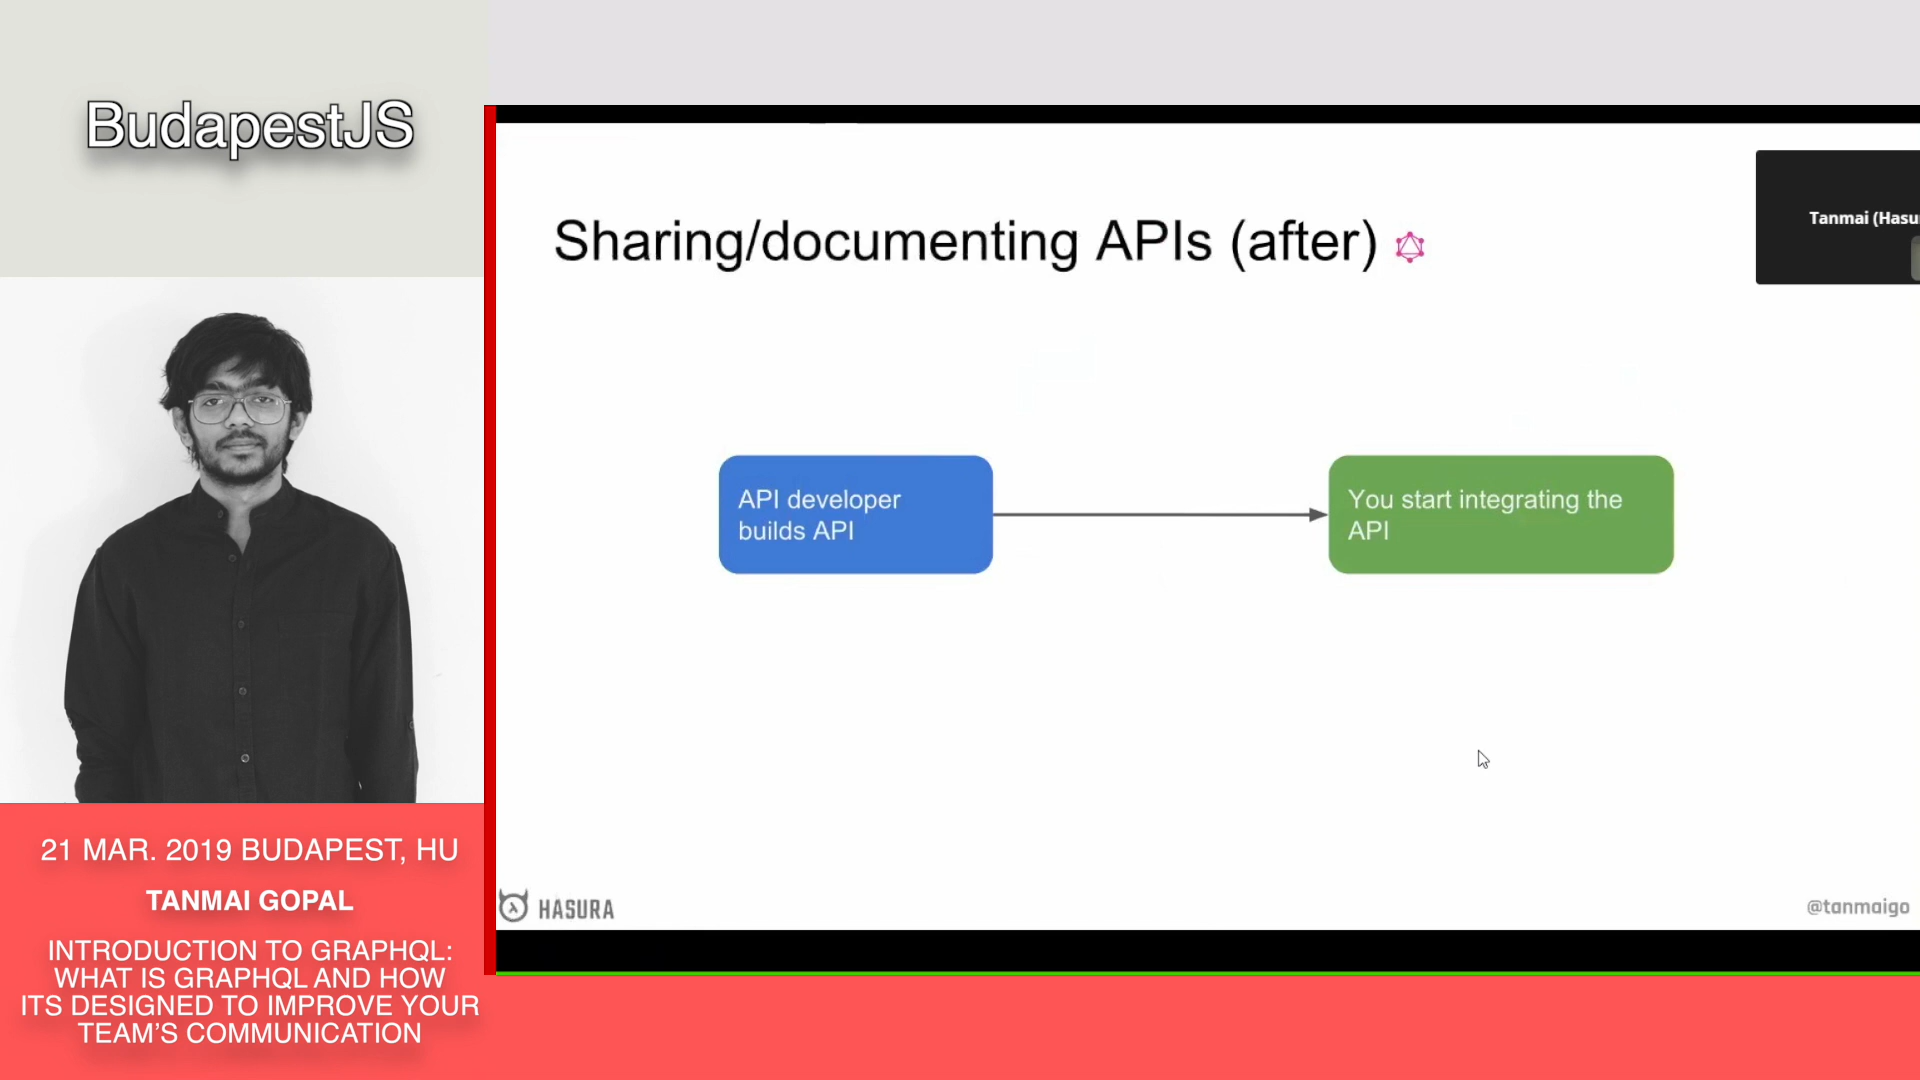 BudapestJS
21 MAR. 2019 BUDAPEST, HU
TANMAI GOPAL
INTRODUCTION TO GRAPHQL:
WHAT IS GRAPHQL AND HOW
ITS DESIGNED TO IMPROVE YOUR
TEAM'S COMMUNICATION
Sharing/documenting APIs (after)
Tanmai (Hasu
API developer
builds API
You start integrating the
API
HASURA
@tanmaigo